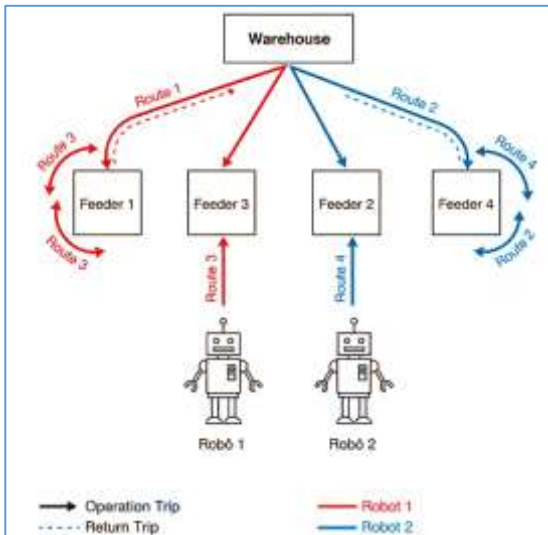 Warehouse
Route 1
Route 2
Route 3
Route 4
Feeder 1
Feeder 3
Feeder 2
Feeder 4
Route 3
Route 2
Route 3
Route 4
Robô 1
Robô 2
Operation Trip
Robot 1
Return Trip
Robot 2